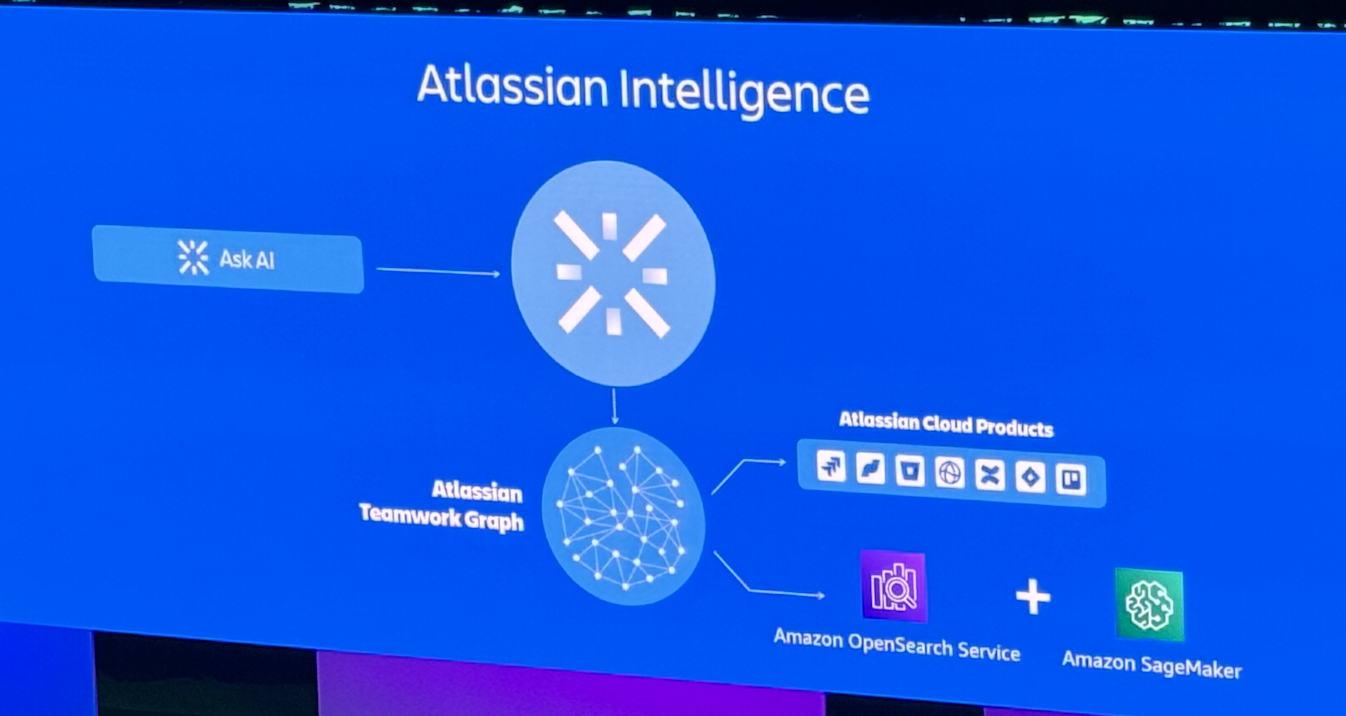 Atlassian Intelligence
Ask AI
Atlassian Cloud Products
Atlassian
Teamwork Graph
Amazon OpenSearch Service
Amazon SageMaker